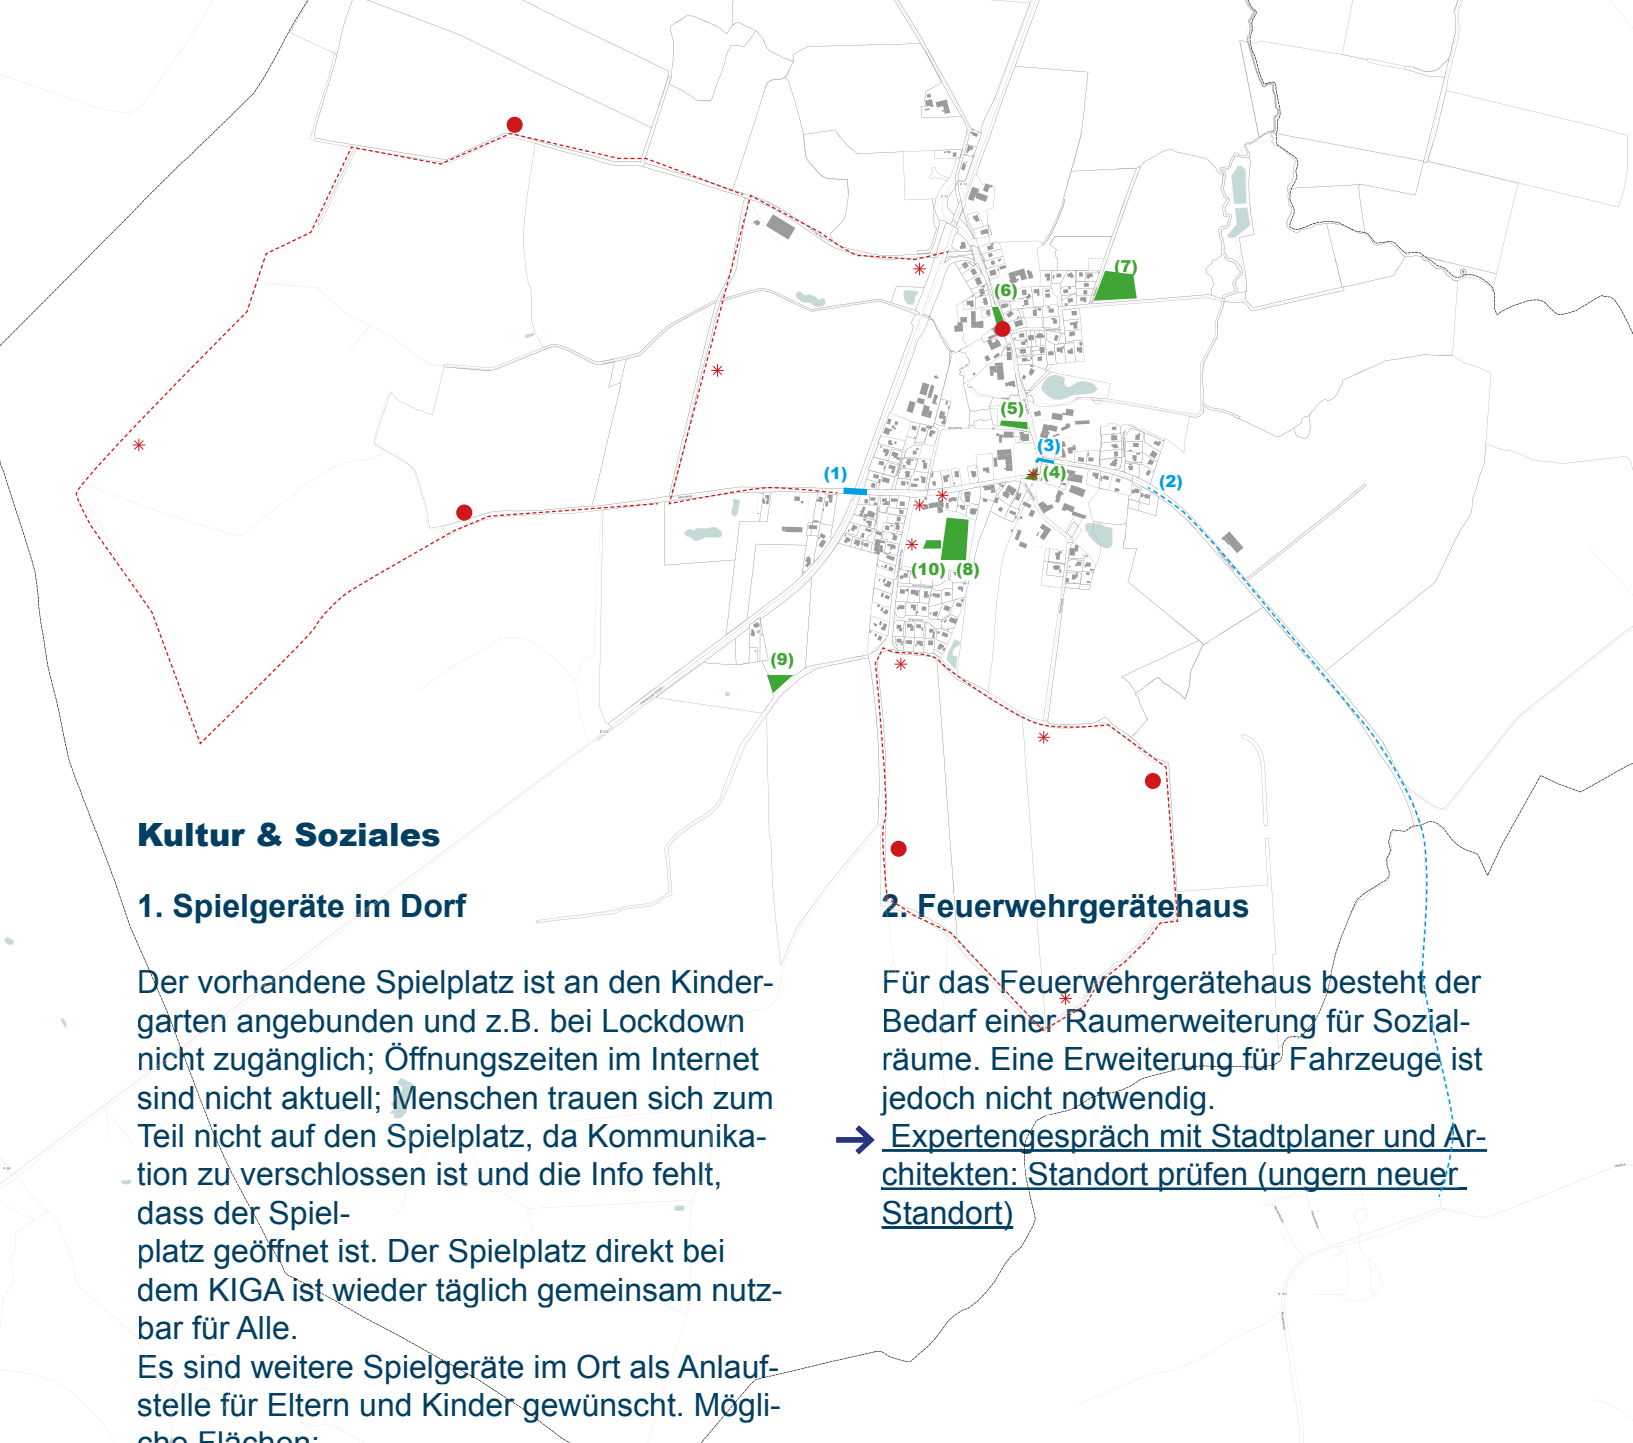 (7)
(6)
(5)
(3)
(1)
(4)
(2)
(10) (8)
(9)
Kultur & Soziales
1. Spielgeräte im Dorf
Der vorhandene Spielplatz ist an den Kinder-
garten angebunden und z.B. bei Lockdown
nicht zugänglich; Öffnungszeiten im Internet
sind nicht aktuell; Menschen trauen sich zum
Teil nicht auf den Spielplatz, da Kommunika-
tion zu verschlossen ist und die Info fehlt,
dass der Spiel-
platz geöffnet ist. Der Spielplatz direkt bei
dem KIGA ist wieder täglich gemeinsam nutz-
bar für Alle.
Es sind weitere Spielgeräte im Ort als Anlauf-
stelle für Eltern und Kinder gewünscht. Mögli-
che Flächen:
2. Feuerwehrgerätehaus
Für das Feuerwehrgerätehaus besteht der
Bedarf einer Raumerweiterung für Sozial-
räume. Eine Erweiterung für Fahrzeuge ist
jedoch nicht notwendig.
Expertengespräch mit Stadtplaner und Ar-
chitekten: Standort prüfen (ungern neuer
Standort)